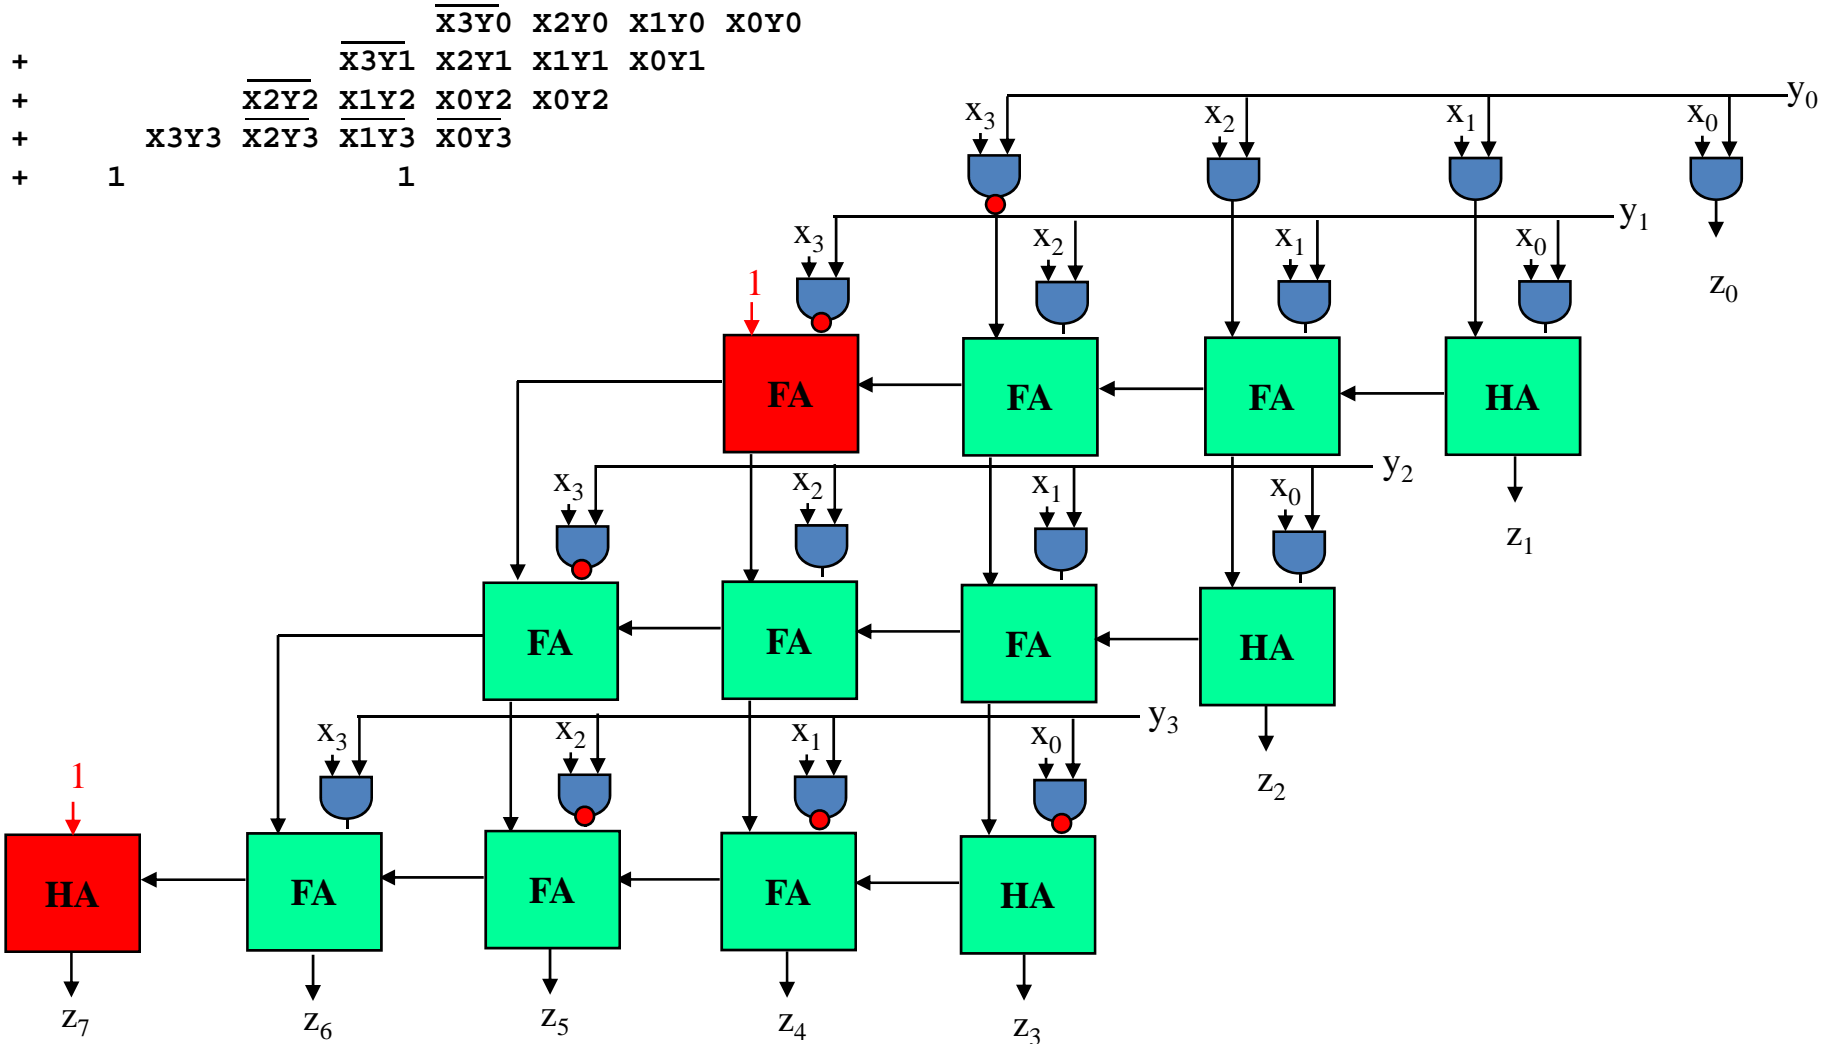 X3Y0 X2Y0 X1Y0 X0Y0
+ X3Y1 X2Y1 X1Y1 X0Y1
+ X2Y2 X1Y2 X0Y2 X0Y2
+ X3Y3 X2Y3 X1Y3 X0Y3
+ 1 1
x3 x2 x1 x0 y0
x3 x2 x1 x0 y1
1 z0
FA FA FA HA
x3 x2 x1 x0 y2
z1
FA FA FA HA
x3 x2 x1 x0 y3
1 z2
HA FA FA FA HA
z7 z6 z5 z4 z3